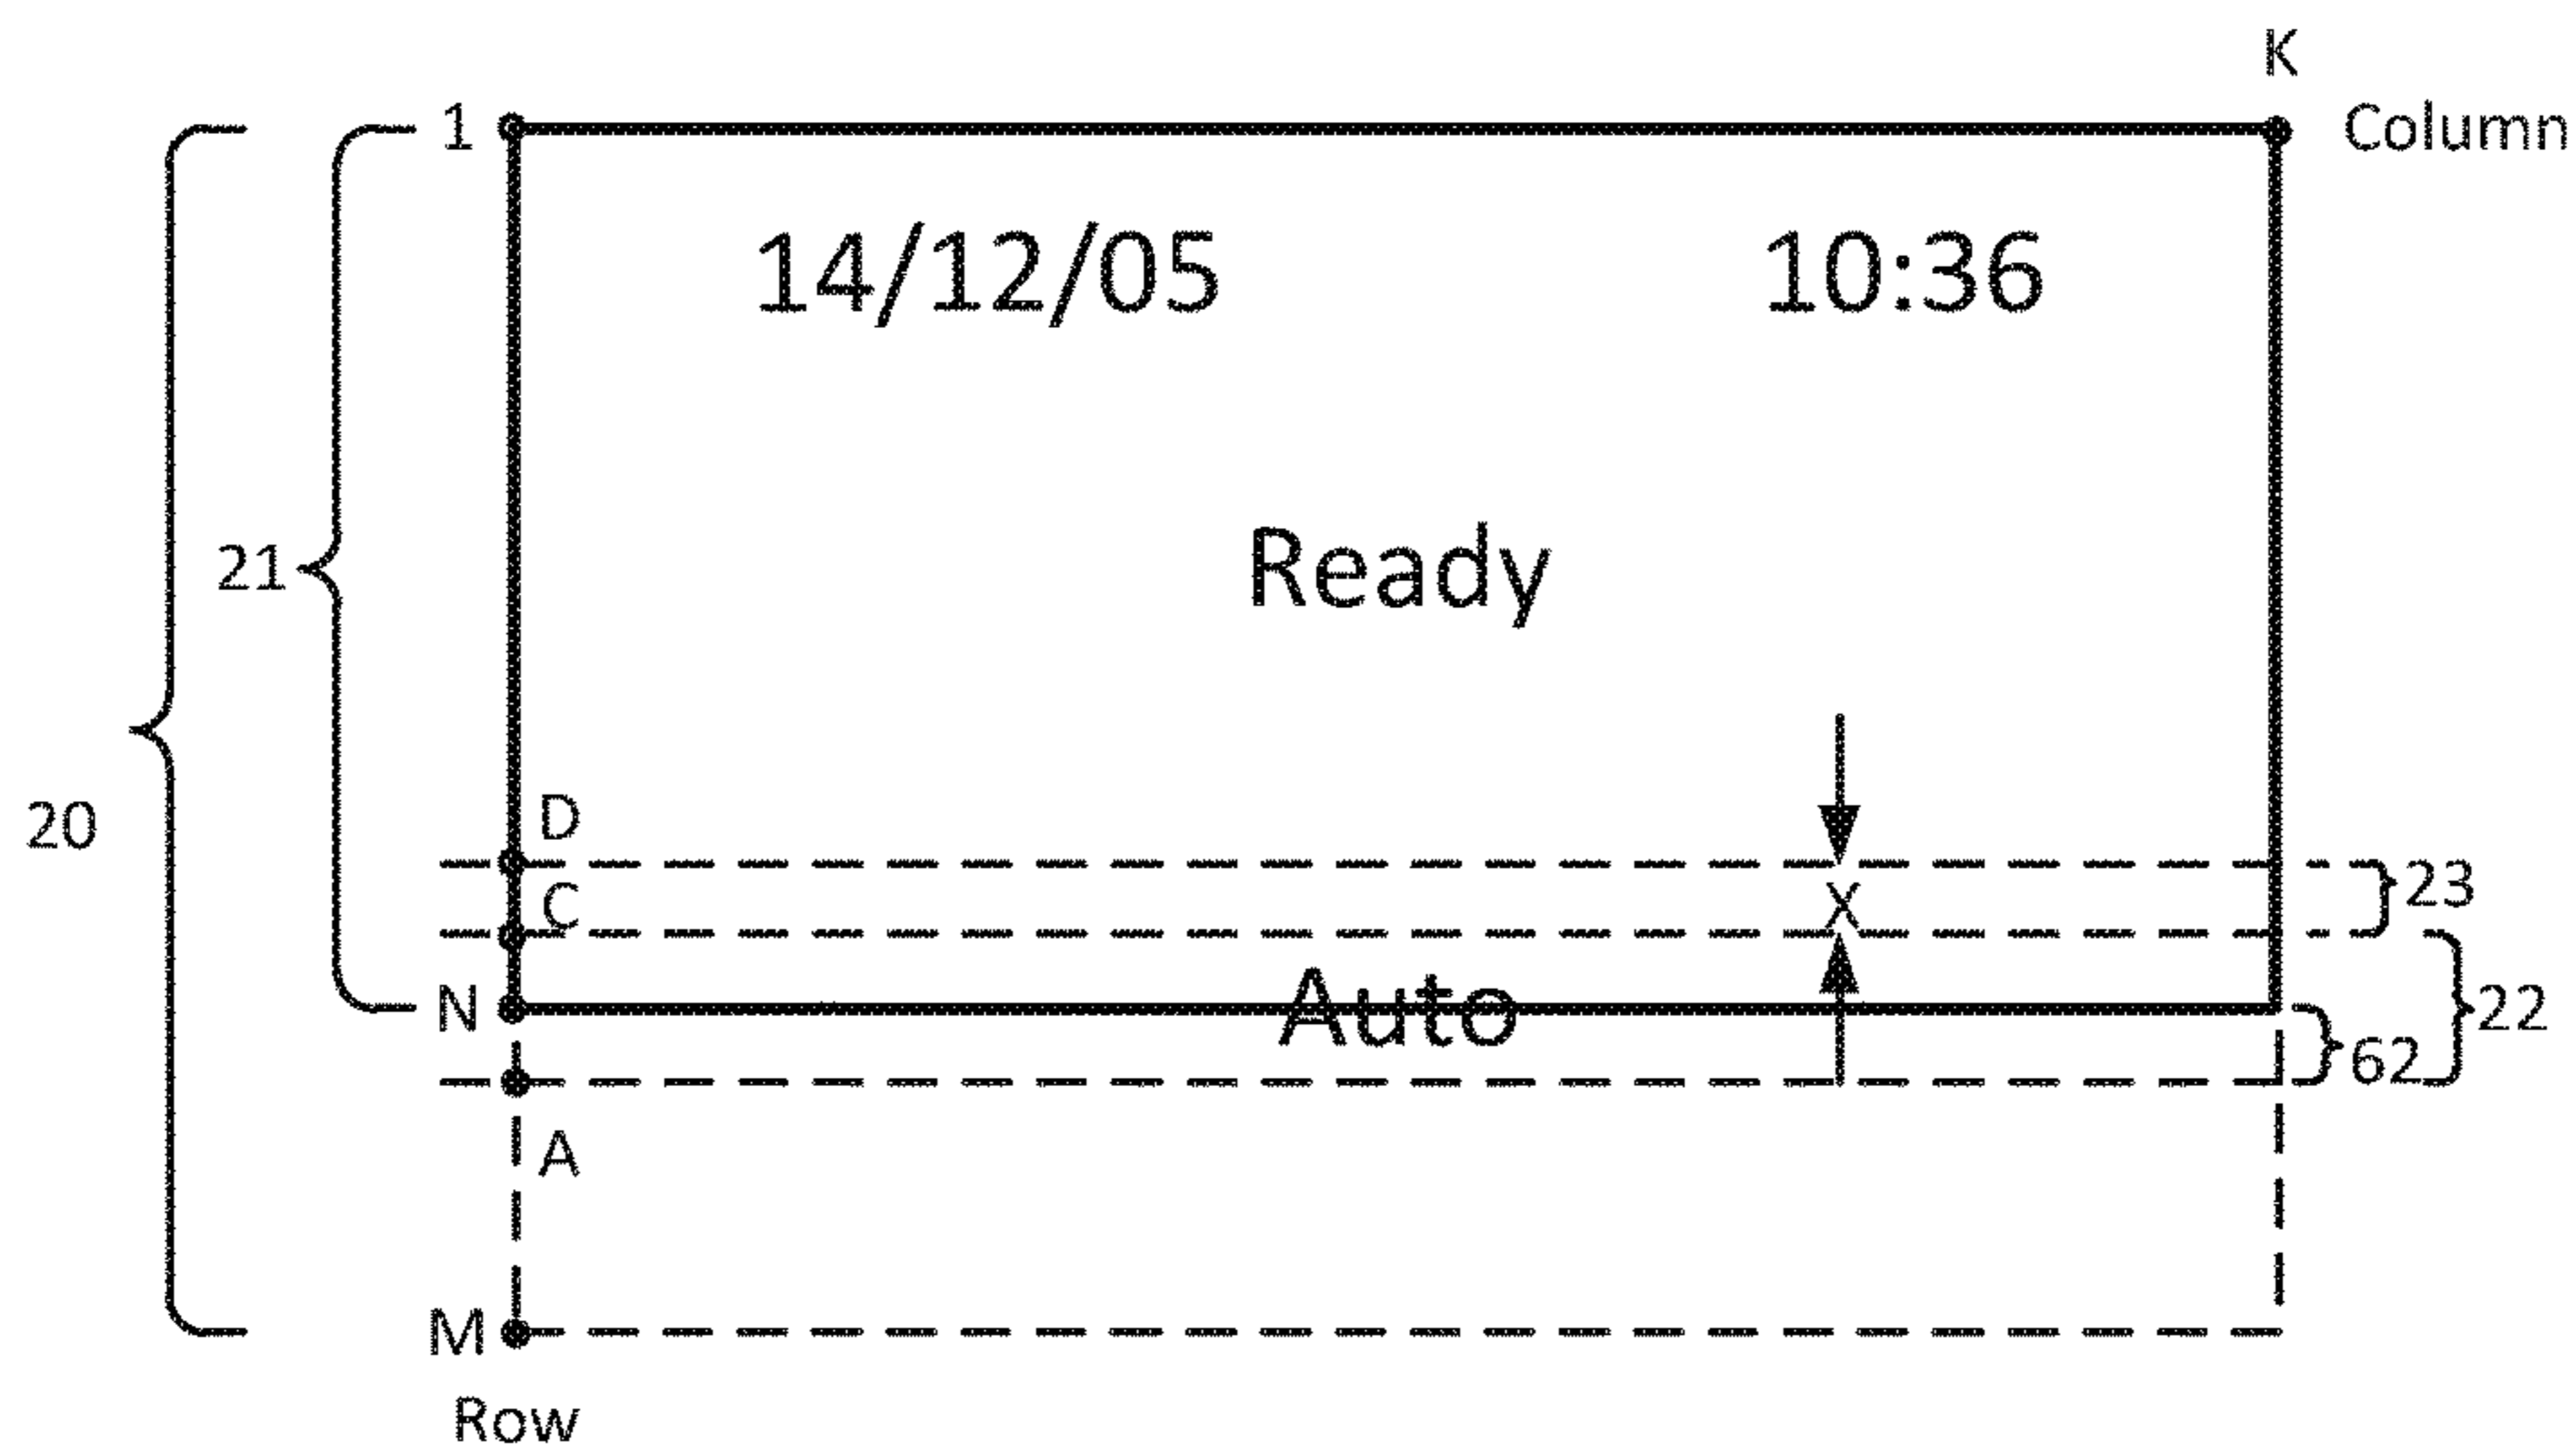 K
1 Column
14/12/05 10:36
21 Ready
20 D
C X 23
N Auto 22
62
A
M
Row